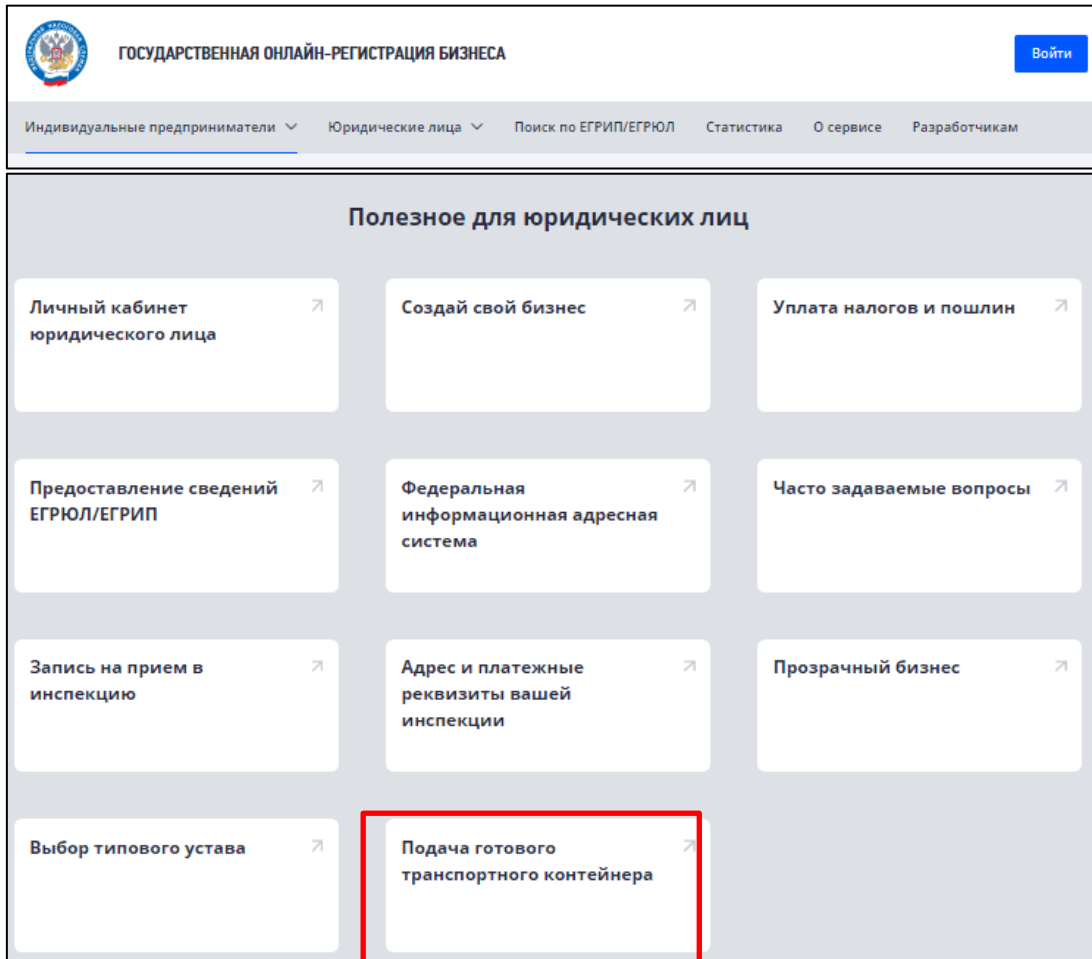 ГОСУДАРСТВЕННАЯ ОНЛАЙН-РЕГИСТРАЦИЯ БИЗНЕСА
Войти
Индивидуальные предприниматели
Юридические лица
Поиск по ЕГРИП/ЕГРЮЛ
Статистика
О сервисе
Разработчикам
Полезное для юридических лиц
Личный кабинет
юридического лица
Создай свой бизнес
Уплата налогов и пошлин
Предоставление сведений
ЕГРЮЛ/ЕГРИП
Федеральная
информационная адресная
система
Часто задаваемые вопросы
Запись на прием в
инспекцию
Адрес и платежные
реквизиты вашей
инспекции
Прозрачный бизнес
Выбор типового устава
Подача готового
транспортного контейнера